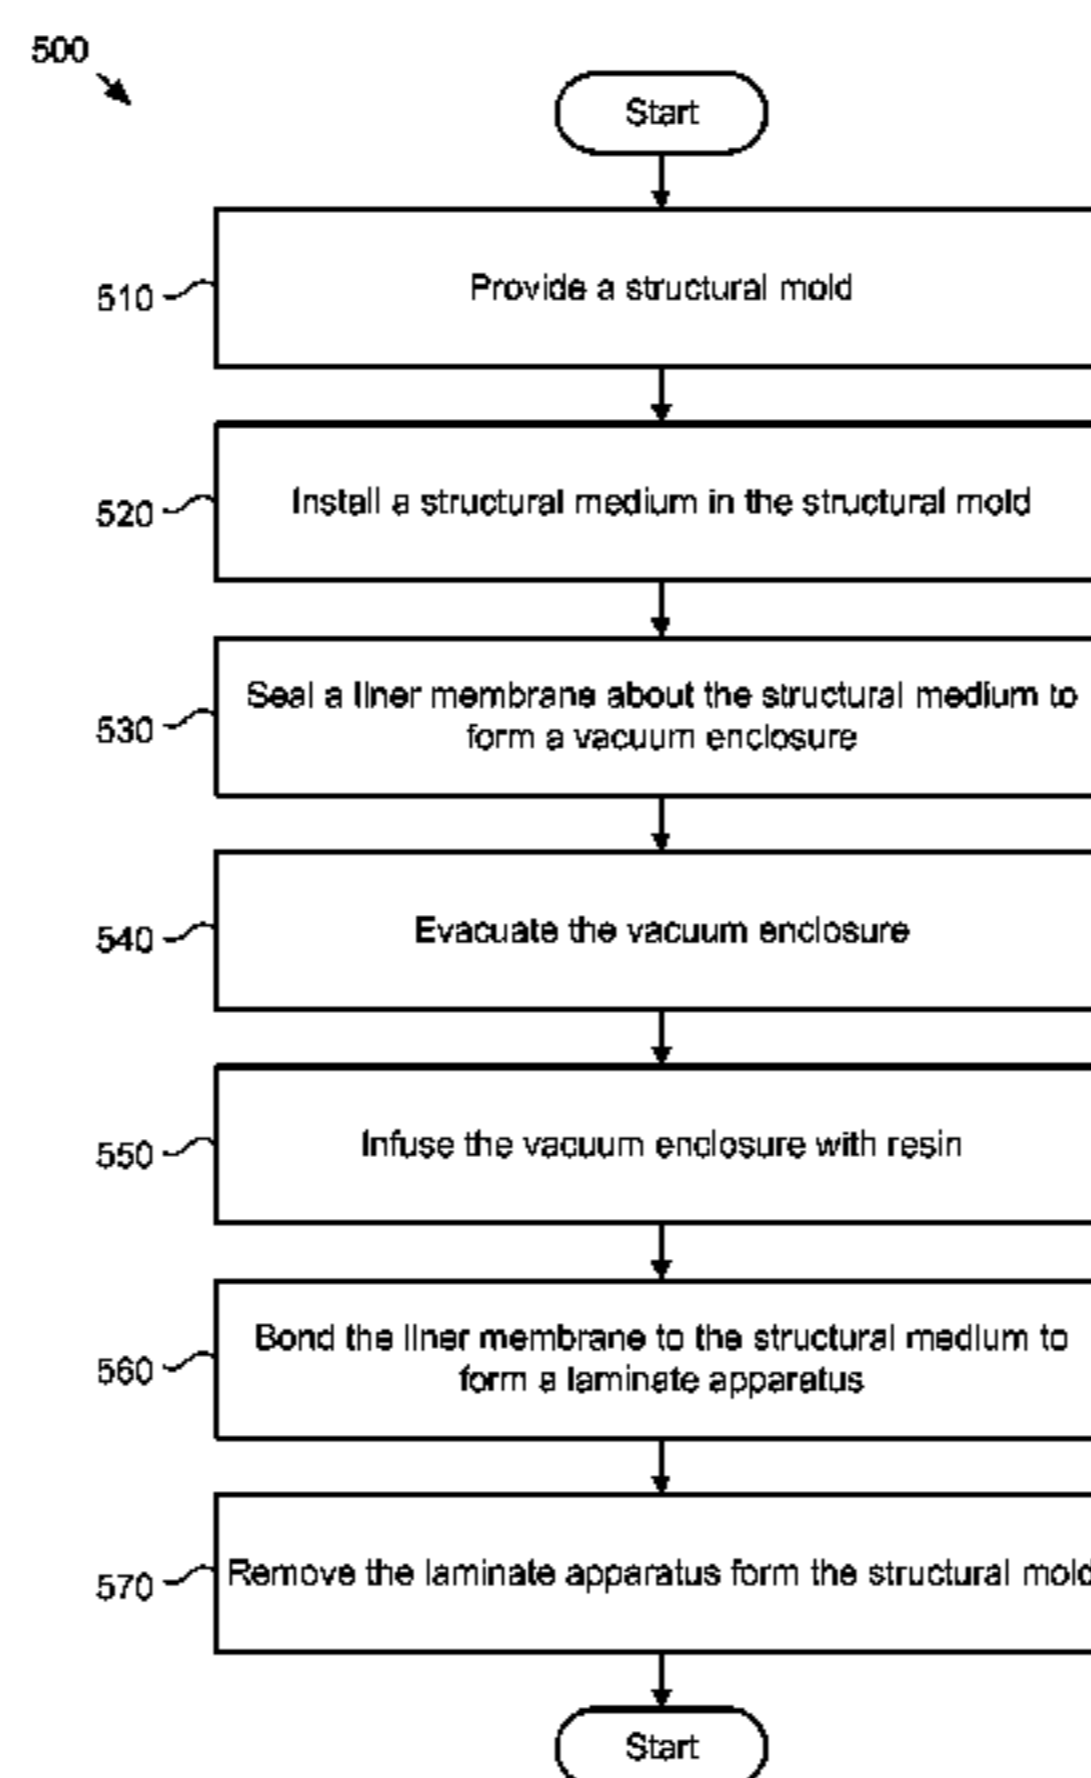 500
Start
510
Provide a structural mold
520
Install a structural medium in the structural mold
530
Seal a liner membrane about the structural medium to
form a vacuum enclosure
540
Evacuate the vacuum enclosure
550
Infuse the vacuum enclosure with resin
560
Bond the liner membrane to the structural medium to
form a laminate apparatus
570
Remove the laminate apparatus form the structural mold
Start